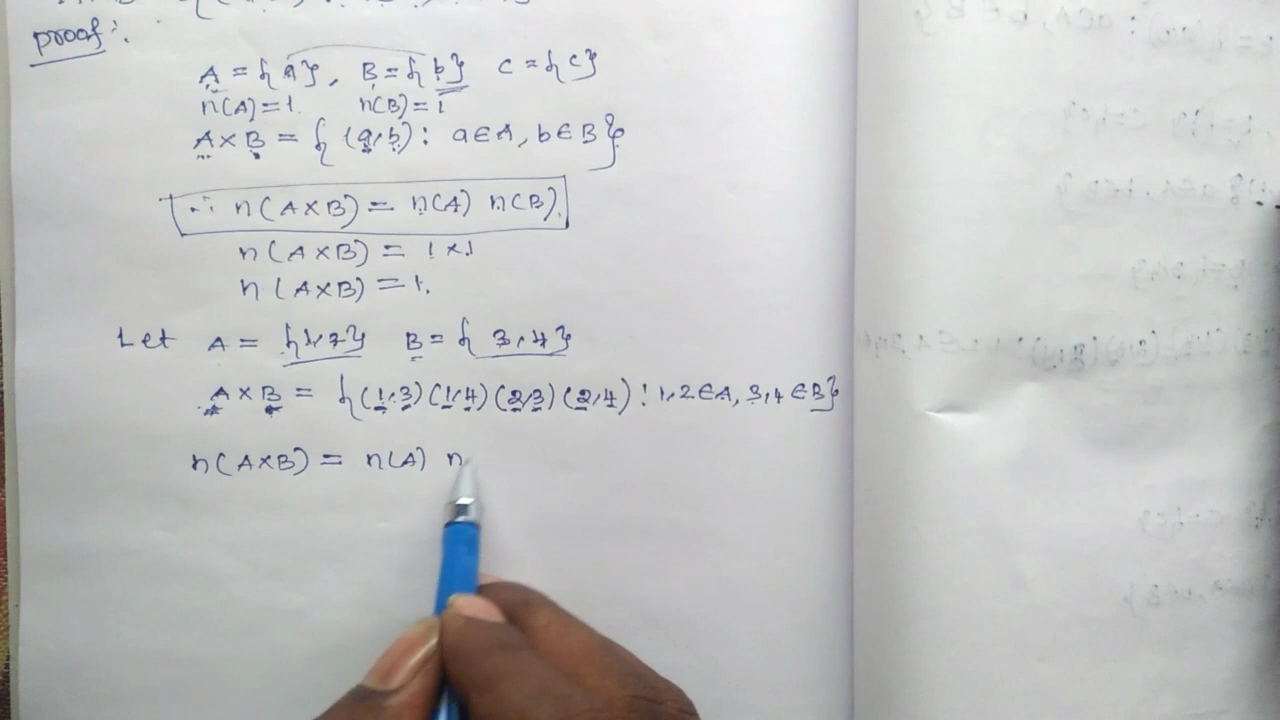 proof :
A = {a}, B = {b} C = {c}
n(A) = 1. n(B) = 1
A × B = { (a,b) : a ∈ A, b ∈ B}
∴ n(A×B) = n(A) n(B).
n(A×B) = 1 × 1
n(A×B) = 1.
Let A = {1,2} B = { 3,4}
A × B = {(1,3) (1,4) (2,3) (2,4) : 1,2 ∈ A, 3,4 ∈ B}
n(A×B) = n(A) n